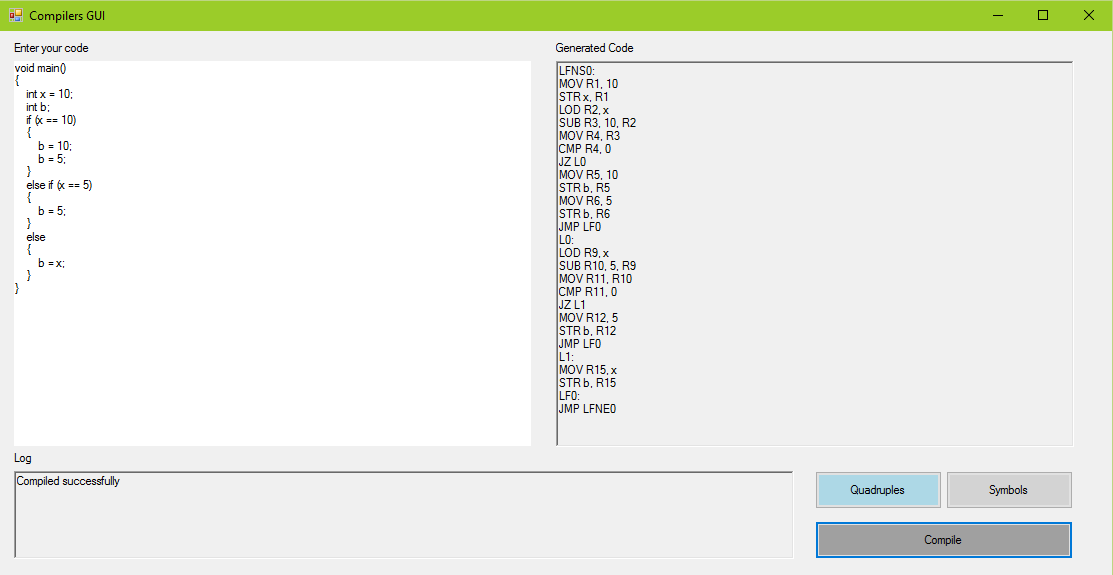 Compilers GUI
Enter your code
void main()
{
    int x = 10;
    int b;
    if (x == 10)
    {
        b = 10;
        b = 5;
    }
    else if (x == 5)
    {
        b = 5;
    }
    else
    {
        b = x;
    }
}
Generated Code
LFNS0:
MOV R1, 10
STR x, R1
LOD R2, x
SUB R3, 10, R2
MOV R4, R3
CMP R4, 0
JZ L0
MOV R5, 10
STR b, R5
MOV R6, 5
STR b, R6
JMP LF0
L0:
LOD R9, x
SUB R10, 5, R9
MOV R11, R10
CMP R11, 0
JZ L1
MOV R12, 5
STR b, R12
JMP LF0
L1:
MOV R15, x
STR b, R15
LF0:
JMP LFNE0
Log
Compiled successfully
Quadruples
Symbols
Compile